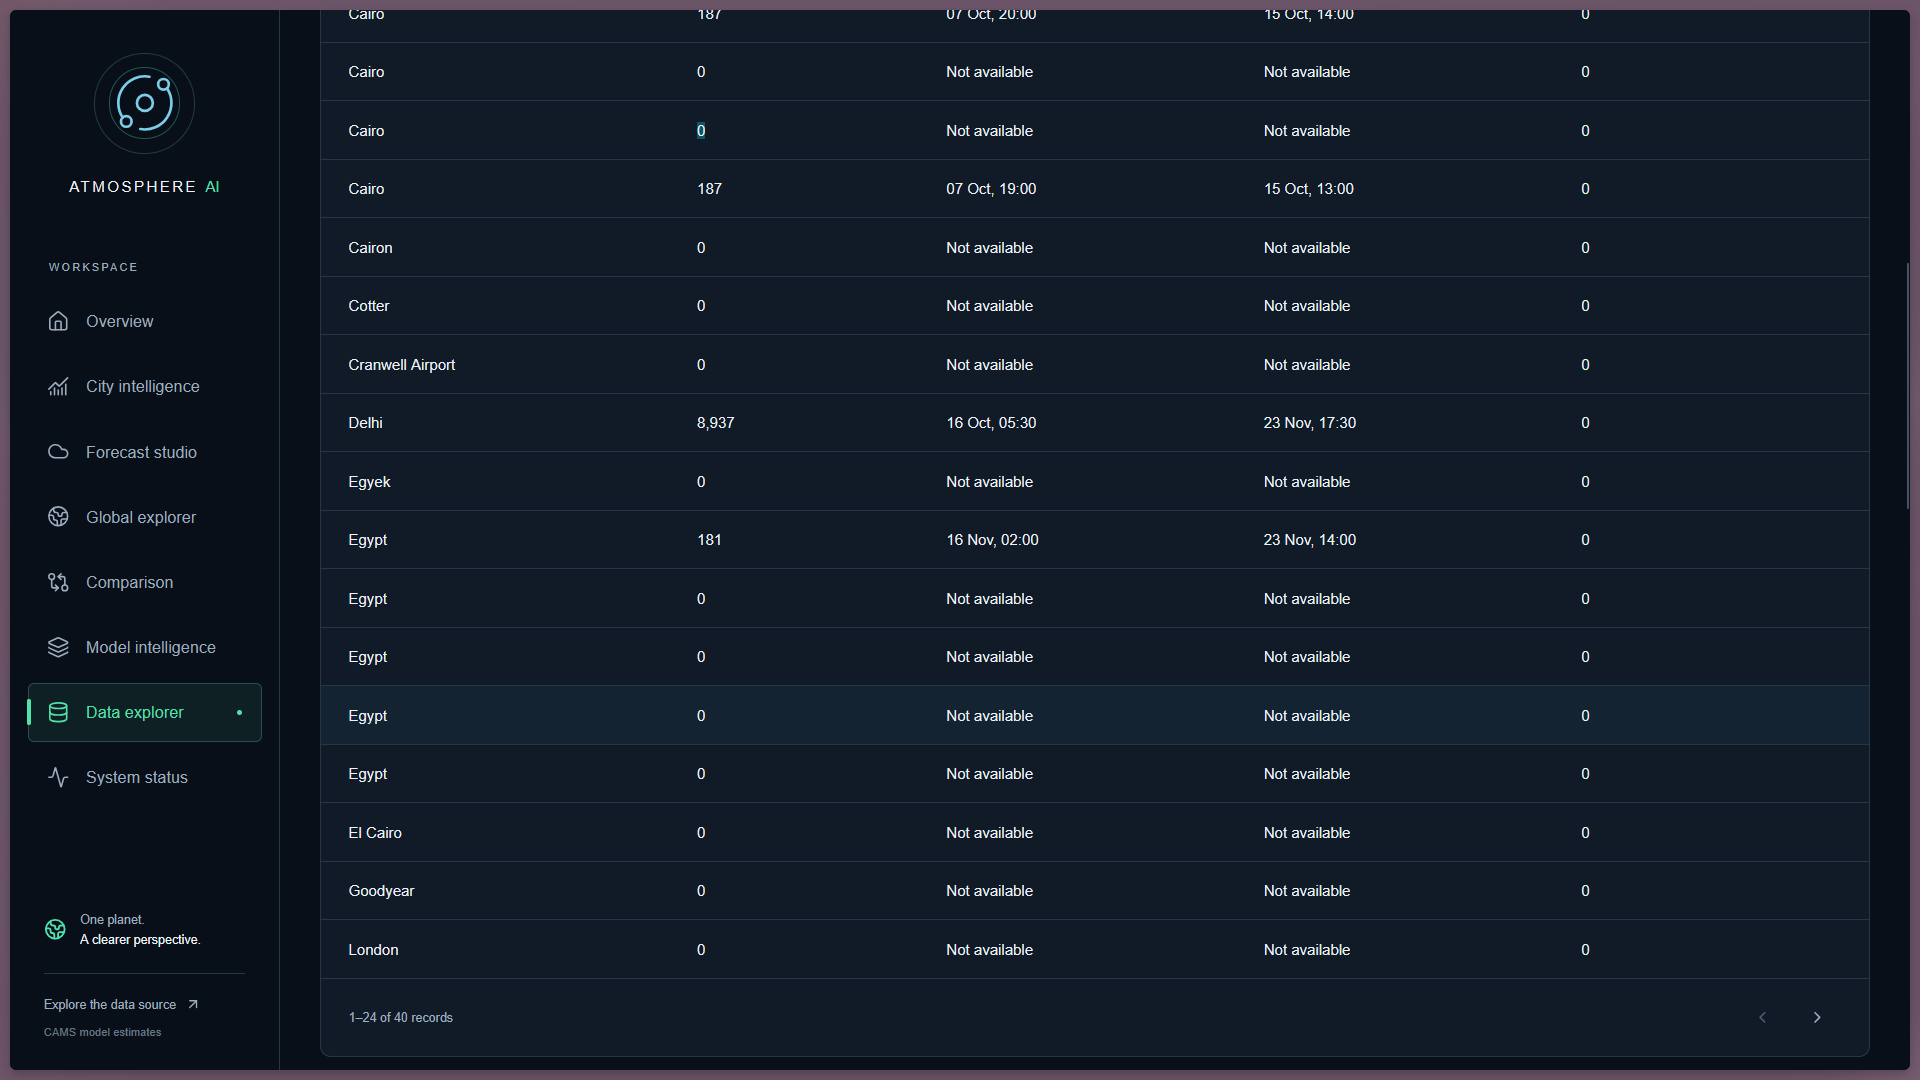 ATMOSPHERE AI
WORKSPACE
Overview
City intelligence
Forecast studio
Global explorer
Comparison
Model intelligence
Data explorer
System status
One planet.
A clearer perspective.
Explore the data source
CAMS model estimates
Cairo 187 07 Oct, 20:00 15 Oct, 14:00 0
Cairo 0 Not available Not available 0
Cairo 0 Not available Not available 0
Cairo 187 07 Oct, 19:00 15 Oct, 13:00 0
Cairon 0 Not available Not available 0
Cotter 0 Not available Not available 0
Cranwell Airport 0 Not available Not available 0
Delhi 8,937 16 Oct, 05:30 23 Nov, 17:30 0
Egyek 0 Not available Not available 0
Egypt 181 16 Nov, 02:00 23 Nov, 14:00 0
Egypt 0 Not available Not available 0
Egypt 0 Not available Not available 0
Egypt 0 Not available Not available 0
Egypt 0 Not available Not available 0
El Cairo 0 Not available Not available 0
Goodyear 0 Not available Not available 0
London 0 Not available Not available 0
1–24 of 40 records